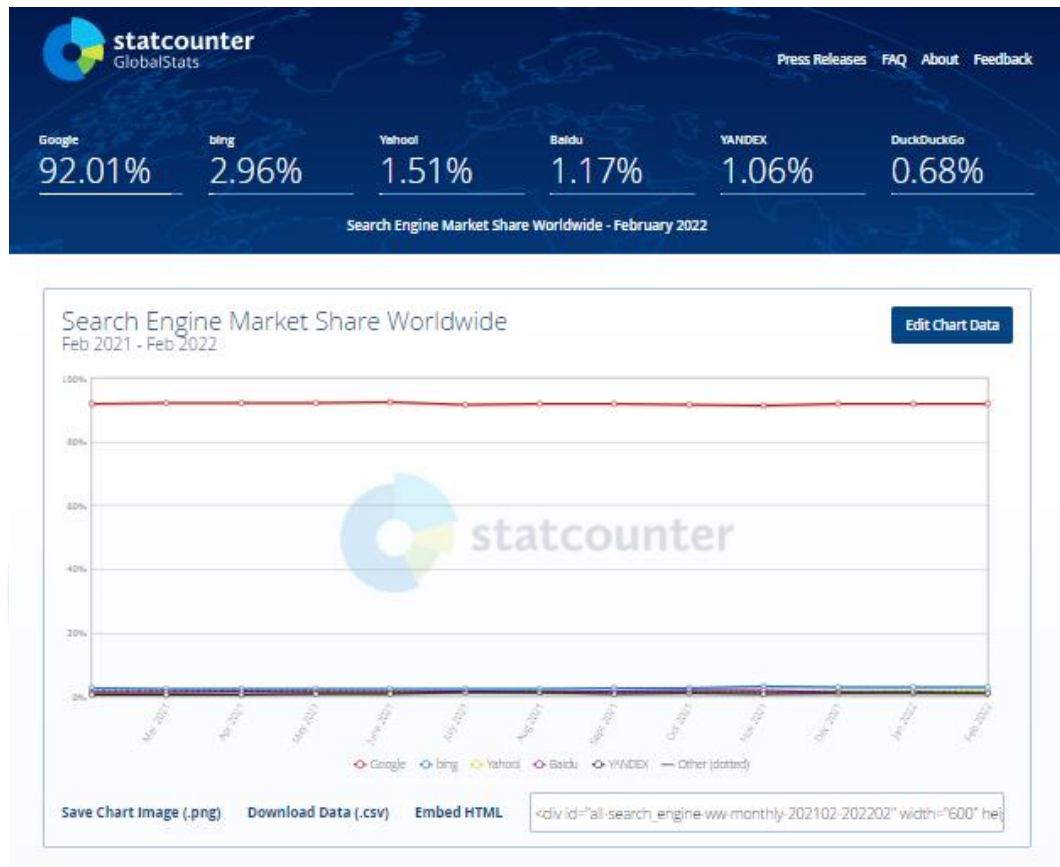 statcounter
GlobalStats
Press Releases FAQ About Feedback
Google bing Yahoo! Baidu YANDEX DuckDuckGo
92.01% 2.96% 1.51% 1.17% 1.06% 0.68%
Search Engine Market Share Worldwide - February 2022
Search Engine Market Share Worldwide
Feb 2021 - Feb 2022
Edit Chart Data
100%
80%
60%
statcounter
40%
20%
0%
Mar 2021 Apr 2021 May 2021 June 2021 July 2021 Aug 2021 Sept 2021 Oct 2021 Nov 2021 Dec 2021 Jan 2022 Feb 2022
Google bing Yahoo! Baidu YANDEX Other (dotted)
Save Chart Image (.png) Download Data (.csv) Embed HTML <div id="all-search_engine-ww-monthly-202102-202202" width="600" hei